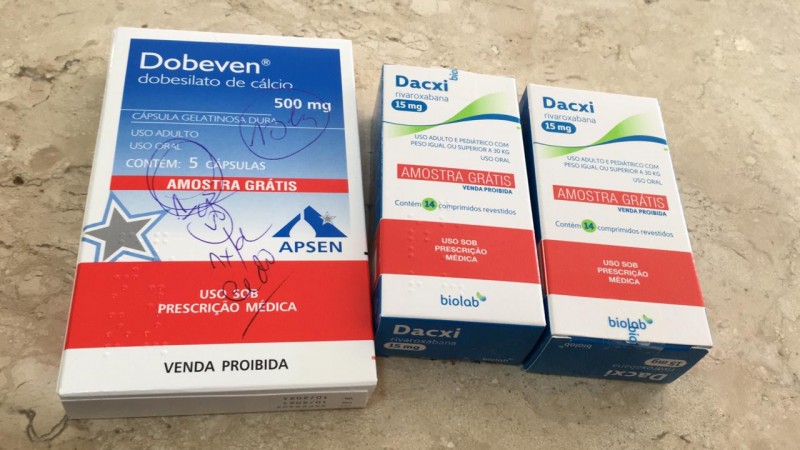 Dobeven®
dobesilato de cálcio
500 mg
CÁPSULA GELATINOSA DURA
USO ADULTO
USO ORAL
CONTÉM: 5 CÁPSULAS
AMOSTRA GRÁTIS
APSEN
USO SOB
PRESCRIÇÃO MÉDICA
VENDA PROIBIDA
Dacxi
rivaroxabana
15 mg
USO ADULTO E PEDIÁTRICO COM
PESO IGUAL OU SUPERIOR A 30 KG
USO ORAL
AMOSTRA GRÁTIS
VENDA PROIBIDA
Contém 14 comprimidos revestidos
USO SOB
PRESCRIÇÃO
MÉDICA
biolab
Dacxi
rivaroxabana
15 mg
Dacxi
rivaroxabana
15 mg
USO ADULTO E PEDIÁTRICO COM
PESO IGUAL OU SUPERIOR A 30 KG
USO ORAL
AMOSTRA GRÁTIS
VENDA PROIBIDA
Contém 14 comprimidos revestidos
USO SOB
PRESCRIÇÃO
MÉDICA
biolab
Dacxi
rivaroxabana
15 mg